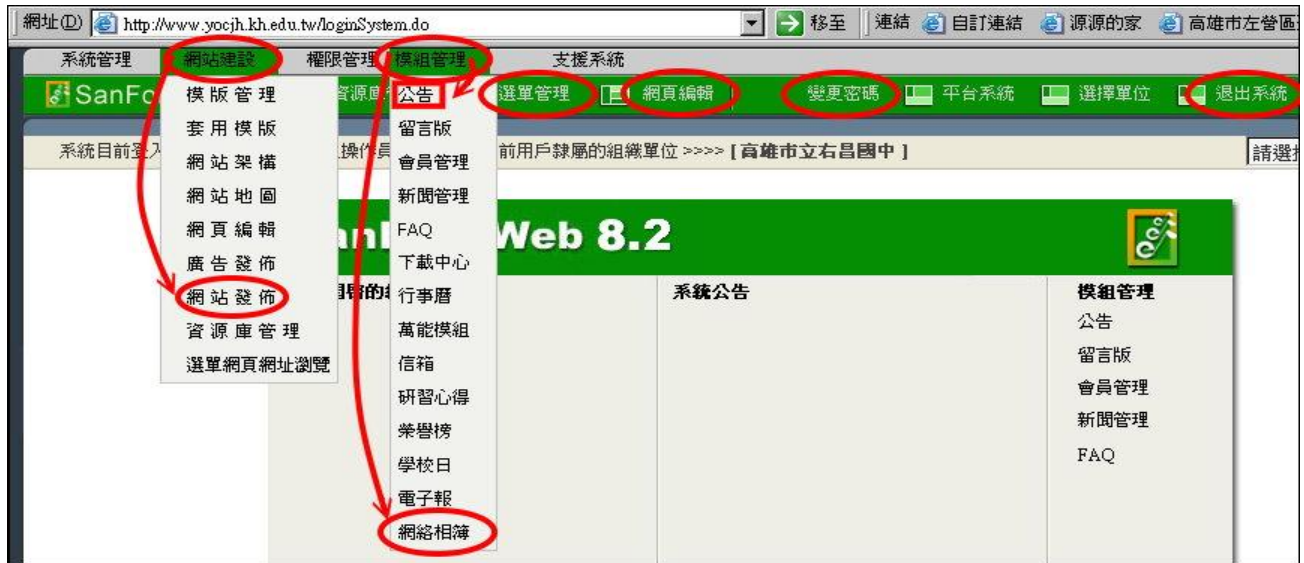 網址(D) http://www.yocjh.kh.edu.tw/loginSystem.do 移至 連結 自訂連結 源源的家 高雄市左營區
系統管理 網站建設 權限管理 模組管理 支援系統
SanFo 資源庫 選單管理 網頁編輯 變更密碼 平台系統 選擇單位 退出系統
系統目前登入 操作員 前用戶隸屬的組織單位 >>>> [ 高雄市立右昌國中 ] 請選擇
模版管理
套用模版
網站架構
網站地圖
網頁編輯
廣告發佈
網站發佈
資源庫管理
選單網頁網址瀏覽
公告
留言版
會員管理
新聞管理
FAQ
下載中心
行事曆
萬能模組
信箱
研習心得
榮譽榜
學校日
電子報
網絡相簿
Web 8.2
系統公告
模組管理
公告
留言版
會員管理
新聞管理
FAQ